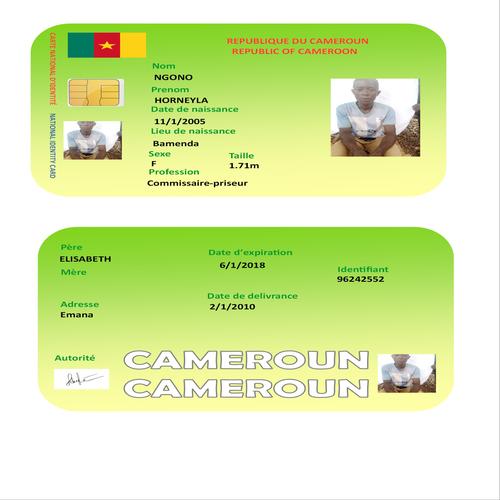 REPUBLIQUE DU CAMEROUN
REPUBLIC OF CAMEROON
CARTE NATIONAL D'IDENTITÉ
NATIONAL IDENTITY CARD
Nom
NGONO
Prenom
HORNEYLA
Date de naissance
11/1/2005
Lieu de naissance
Bamenda
Sexe Taille
F 1.71m
Profession
Commissaire-priseur
Père
ELISABETH
Mère
Date d'expiration
6/1/2018
Identifiant
96242552
Adresse
Emana
Date de delivrance
2/1/2010
Autorité
CAMEROUN
CAMEROUN